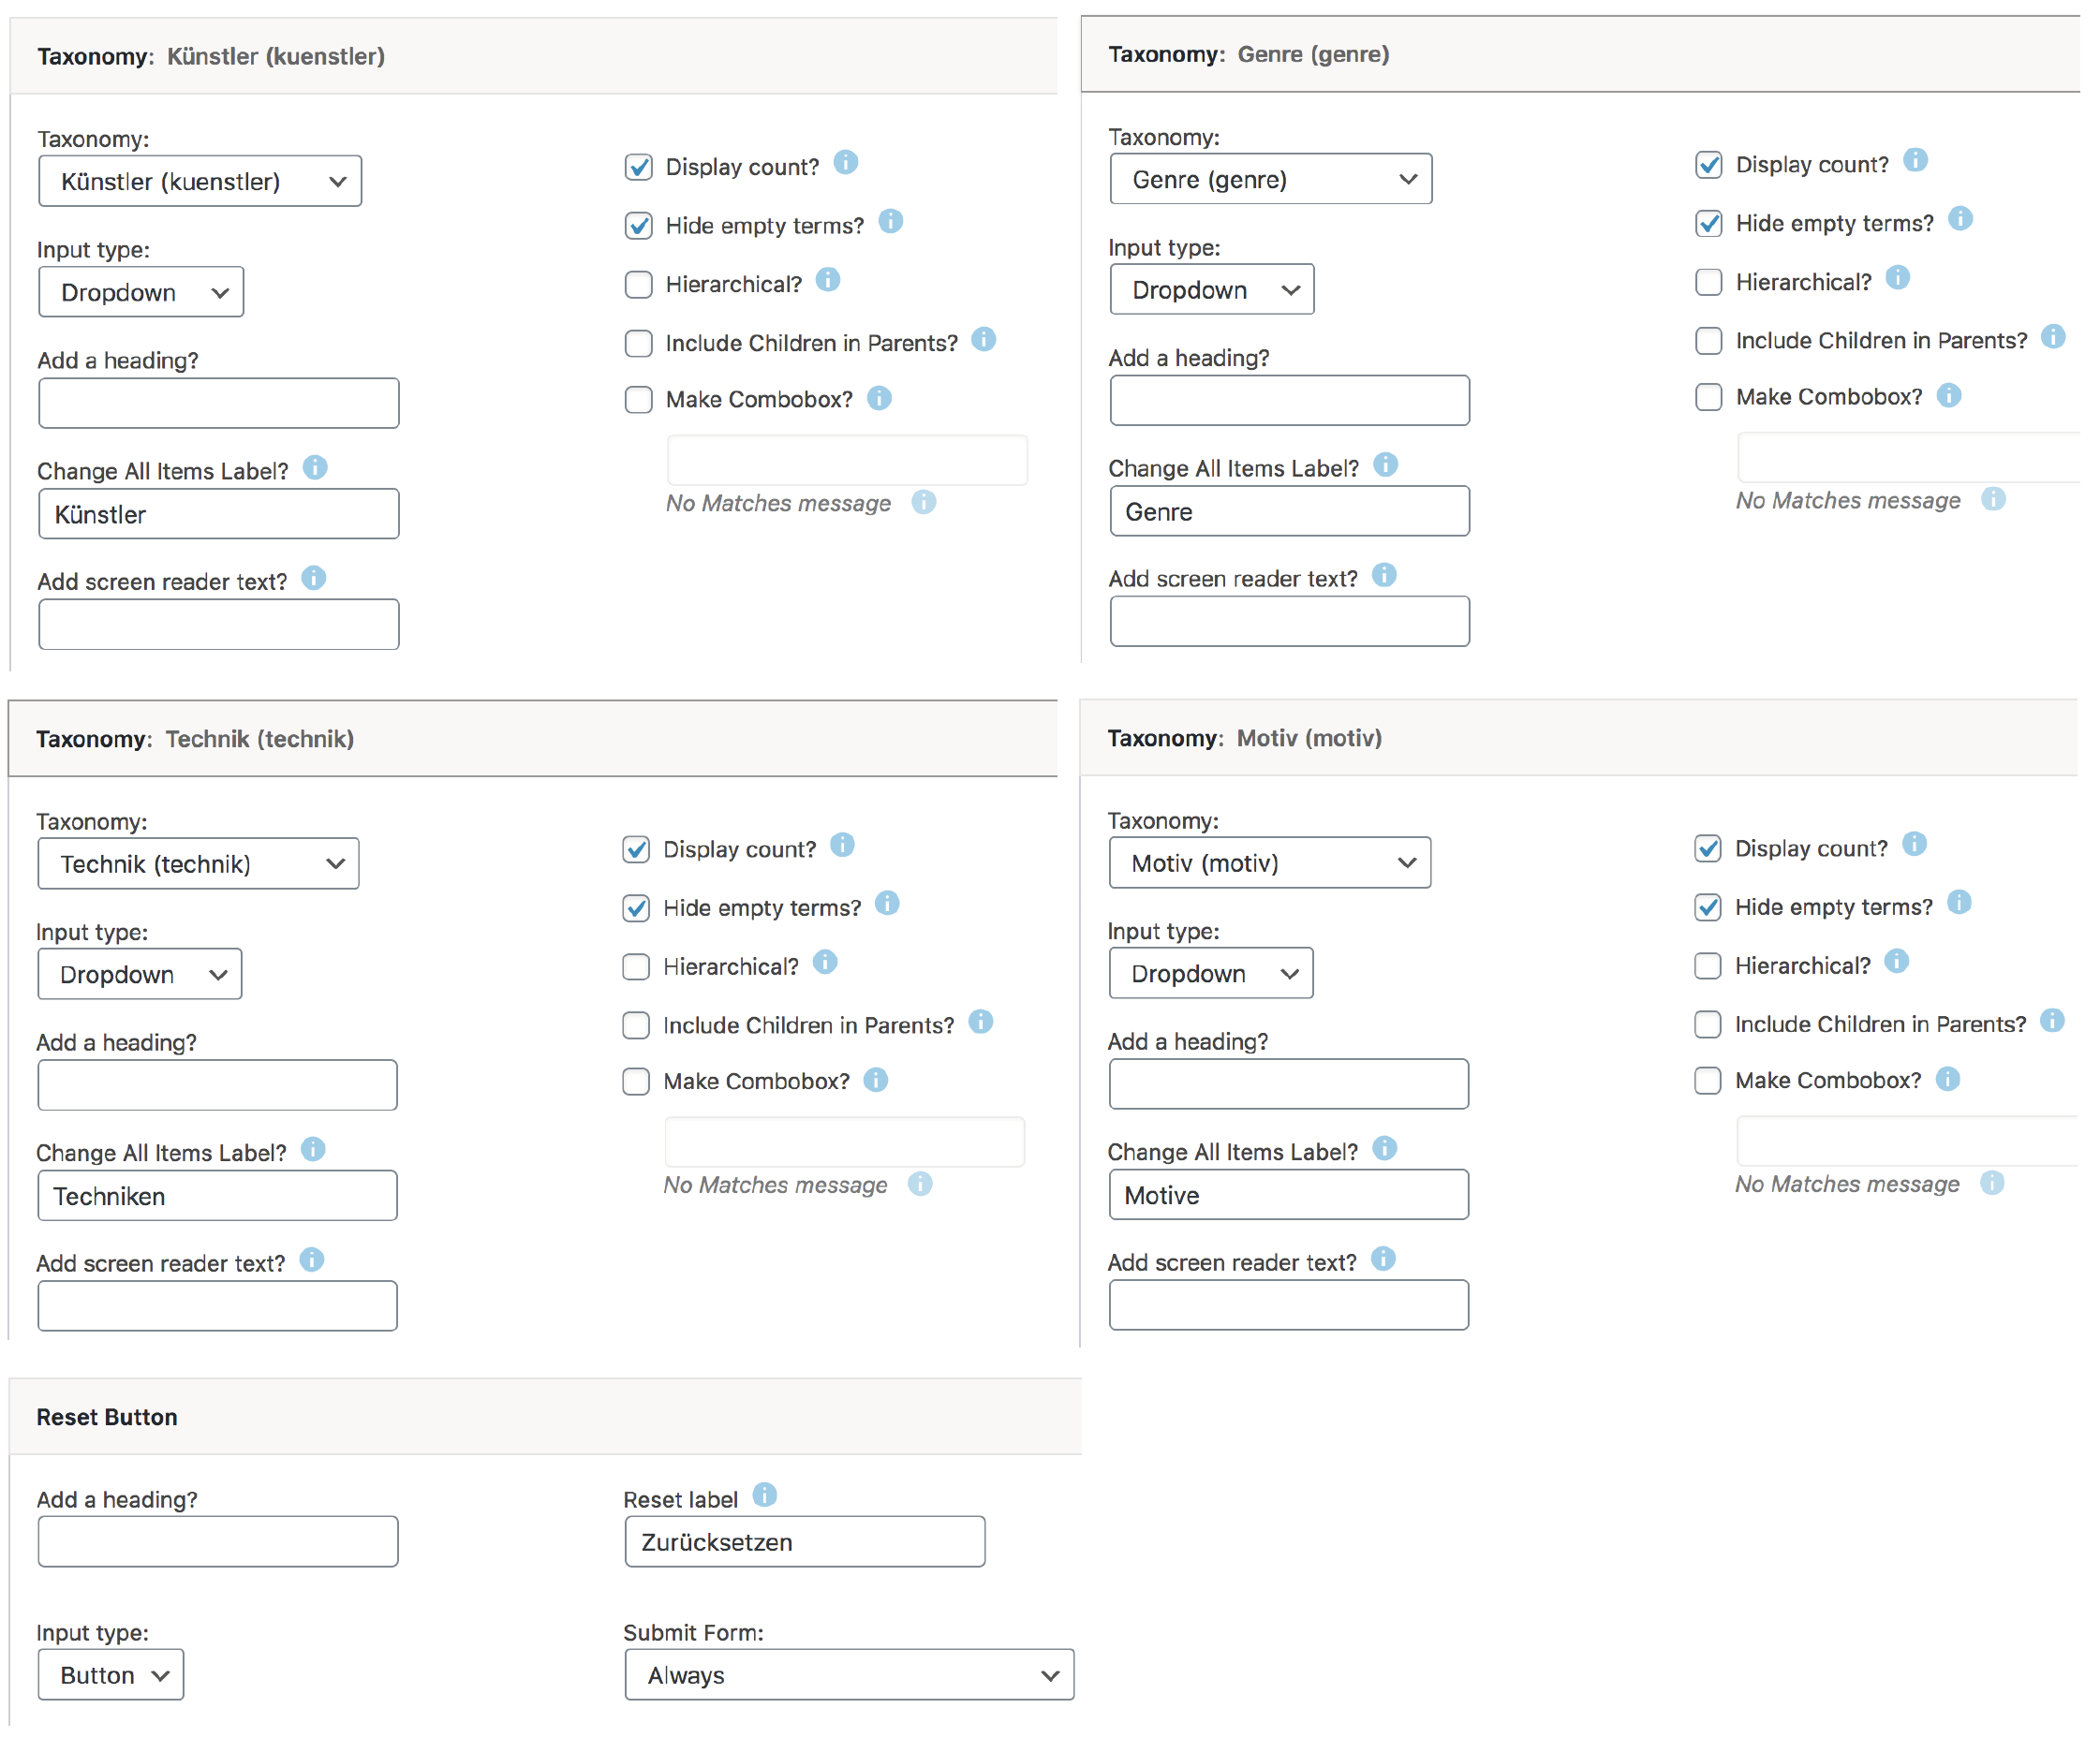 Taxonomy: Künstler (kuenstler)
Taxonomy:
Künstler (kuenstler)
Input type:
Dropdown
Add a heading?
Change All Items Label?
Künstler
Add screen reader text?
Display count?
Hide empty terms?
Hierarchical?
Include Children in Parents?
Make Combobox?
No Matches message
Taxonomy: Genre (genre)
Taxonomy:
Genre (genre)
Input type:
Dropdown
Add a heading?
Change All Items Label?
Genre
Add screen reader text?
Display count?
Hide empty terms?
Hierarchical?
Include Children in Parents?
Make Combobox?
No Matches message
Taxonomy: Technik (technik)
Taxonomy:
Technik (technik)
Input type:
Dropdown
Add a heading?
Change All Items Label?
Techniken
Add screen reader text?
Display count?
Hide empty terms?
Hierarchical?
Include Children in Parents?
Make Combobox?
No Matches message
Taxonomy: Motiv (motiv)
Taxonomy:
Motiv (motiv)
Input type:
Dropdown
Add a heading?
Change All Items Label?
Motive
Add screen reader text?
Display count?
Hide empty terms?
Hierarchical?
Include Children in Parents?
Make Combobox?
No Matches message
Reset Button
Add a heading?
Reset label
Zurücksetzen
Input type:
Button
Submit Form:
Always